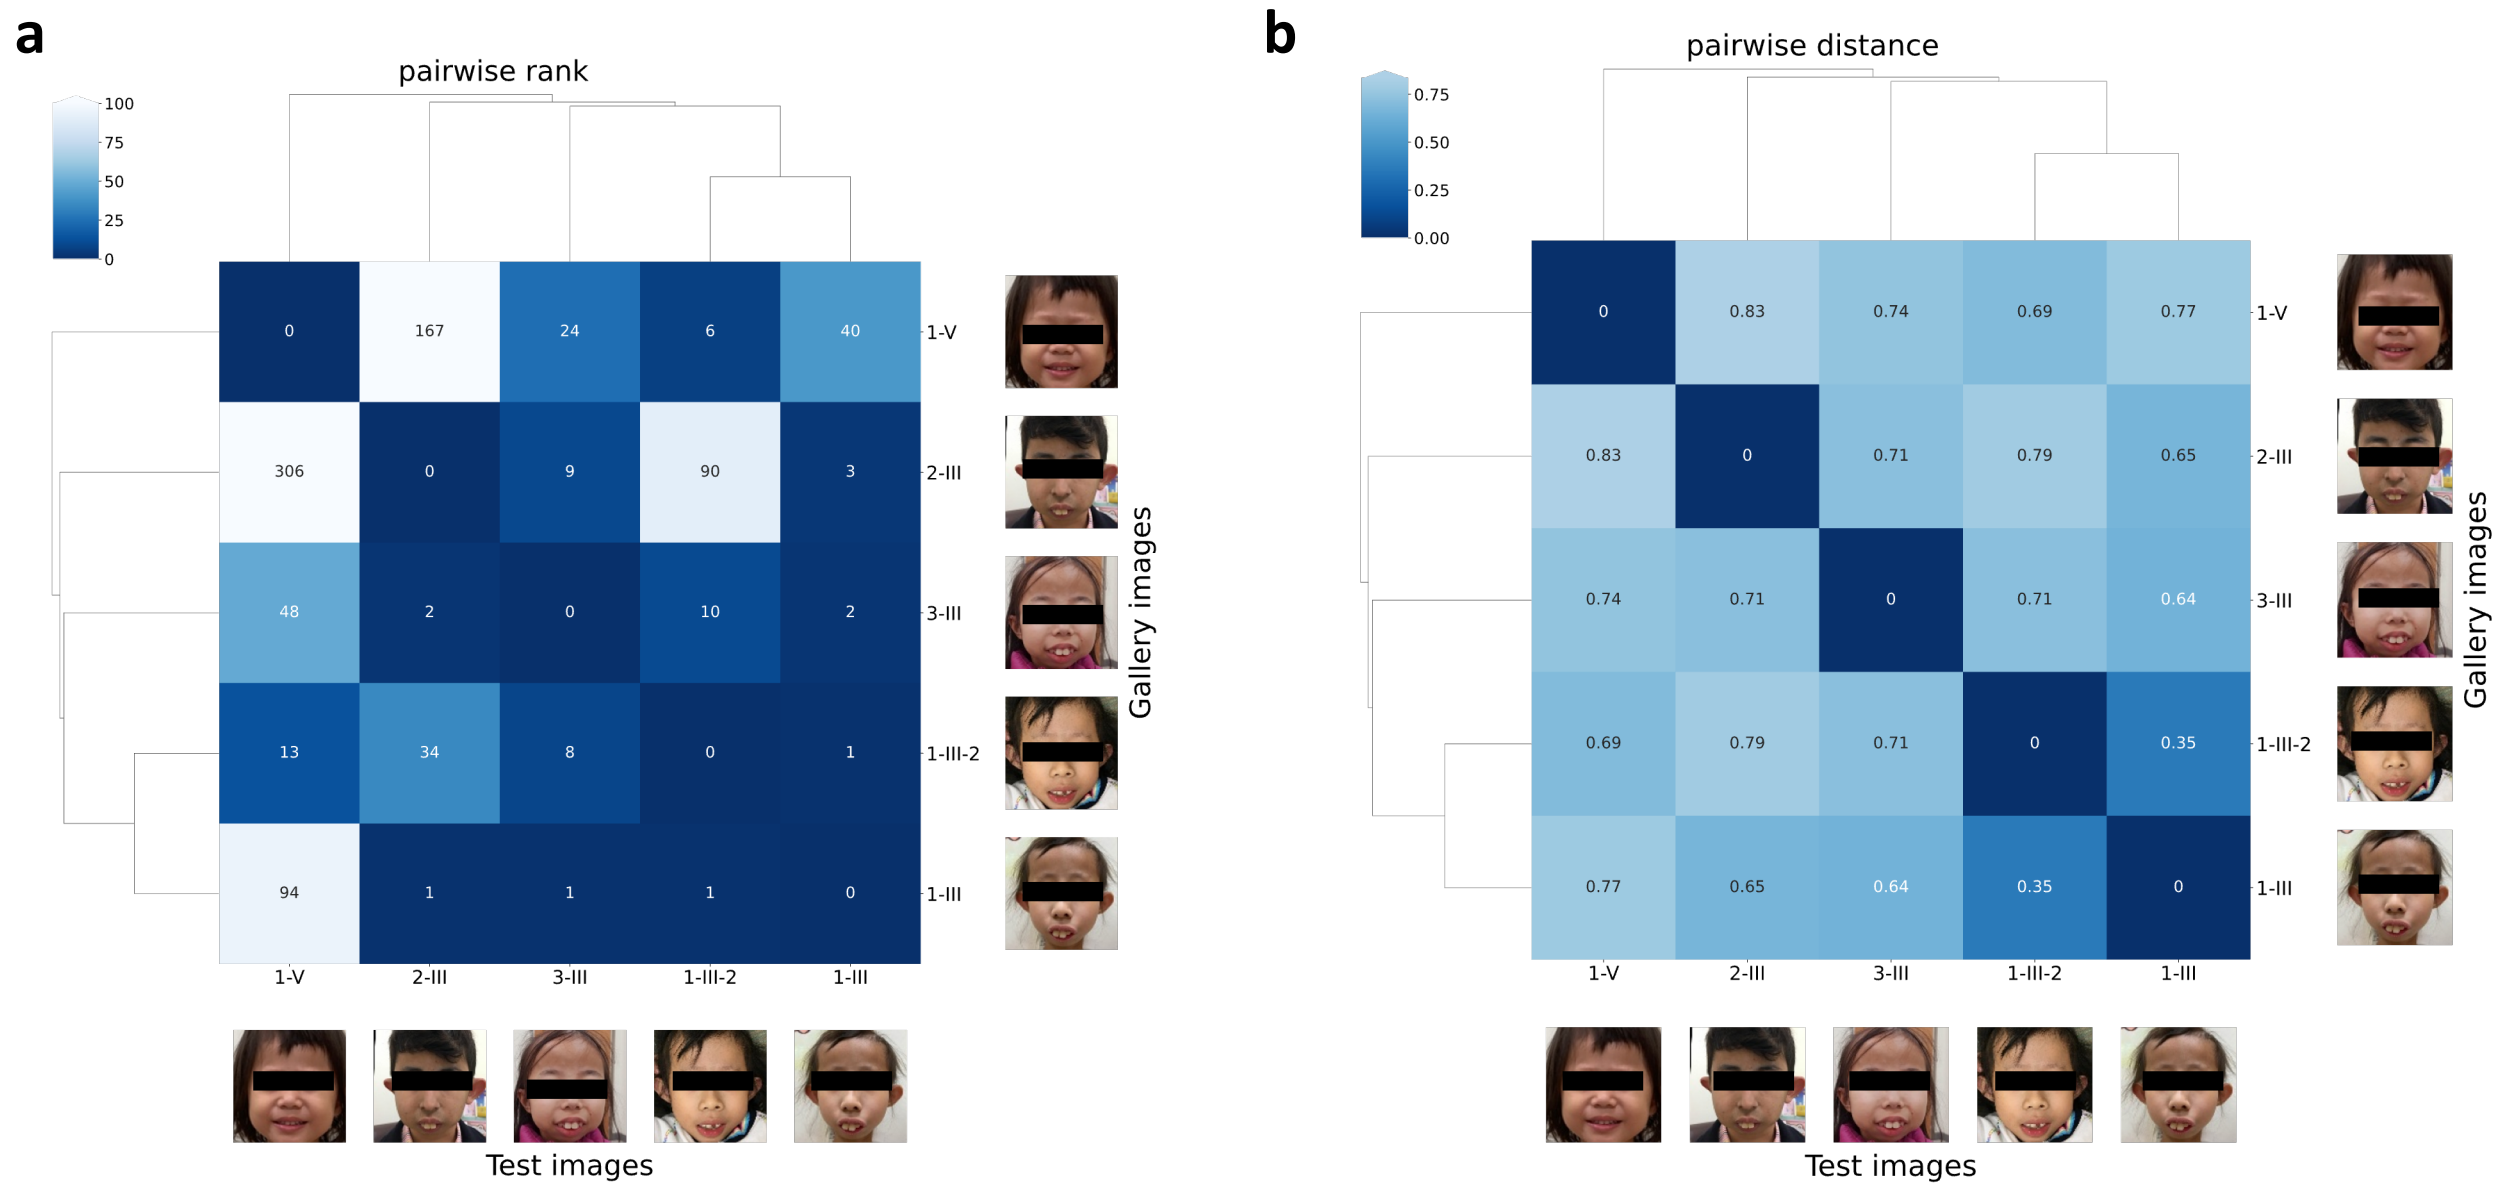 a
pairwise rank
100
75
50
25
0
0 167 24 6 40 1-V
306 0 9 90 3 2-III
48 2 0 10 2 3-III
13 34 8 0 1 1-III-2
94 1 1 1 0 1-III
Gallery images
1-V 2-III 3-III 1-III-2 1-III
Test images
b
pairwise distance
0.75
0.50
0.25
0.00
0 0.83 0.74 0.69 0.77 1-V
0.83 0 0.71 0.79 0.65 2-III
0.74 0.71 0 0.71 0.64 3-III
0.69 0.79 0.71 0 0.35 1-III-2
0.77 0.65 0.64 0.35 0 1-III
Gallery images
1-V 2-III 3-III 1-III-2 1-III
Test images